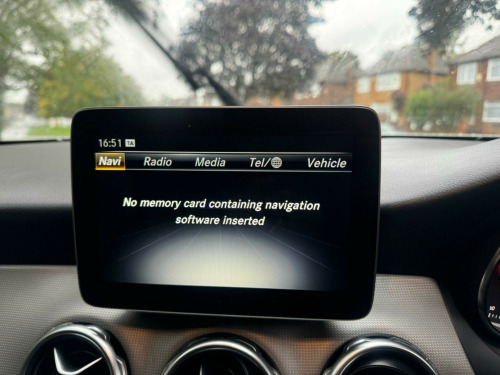 16:51 TA
Navi Radio Media Tel/ Vehicle
No memory card containing navigation
software inserted